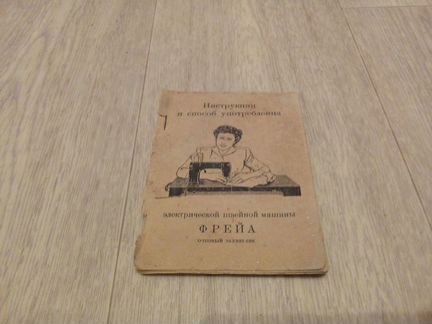 Инструкция
и способ употребления
электрической швейной машины
ФРЕЙА